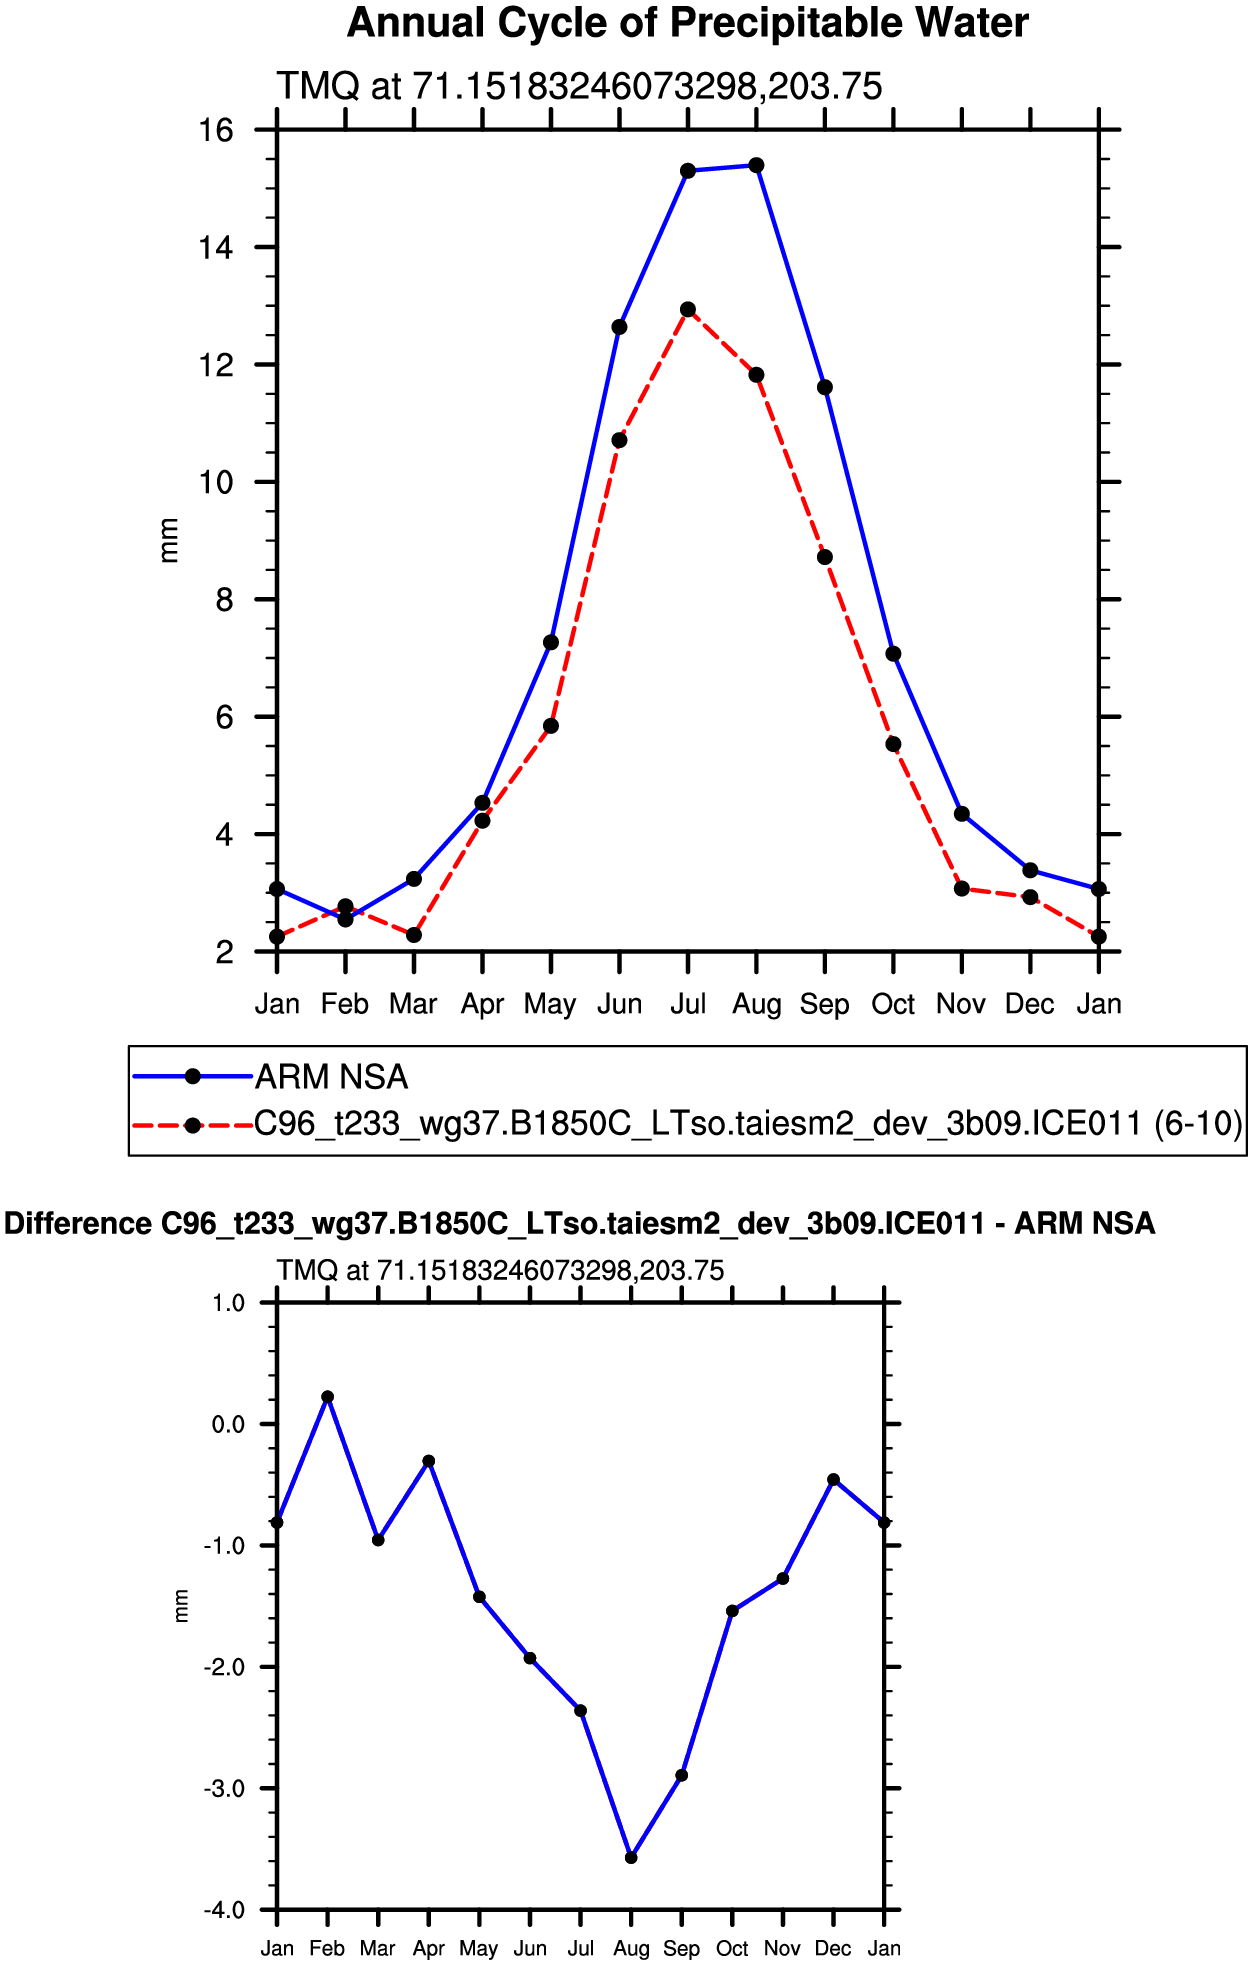 Annual Cycle of Precipitable Water
TMQ at 71.15183246073298,203.75
16
14
12
10
8
6
4
2
mm
Jan Feb Mar Apr May Jun Jul Aug Sep Oct Nov Dec Jan
ARM NSA
C96_t233_wg37.B1850C_LTso.taiesm2_dev_3b09.ICE011 (6-10)
Difference C96_t233_wg37.B1850C_LTso.taiesm2_dev_3b09.ICE011 - ARM NSA
TMQ at 71.15183246073298,203.75
1.0
0.0
-1.0
-2.0
-3.0
-4.0
mm
Jan Feb Mar Apr May Jun Jul Aug Sep Oct Nov Dec Jan